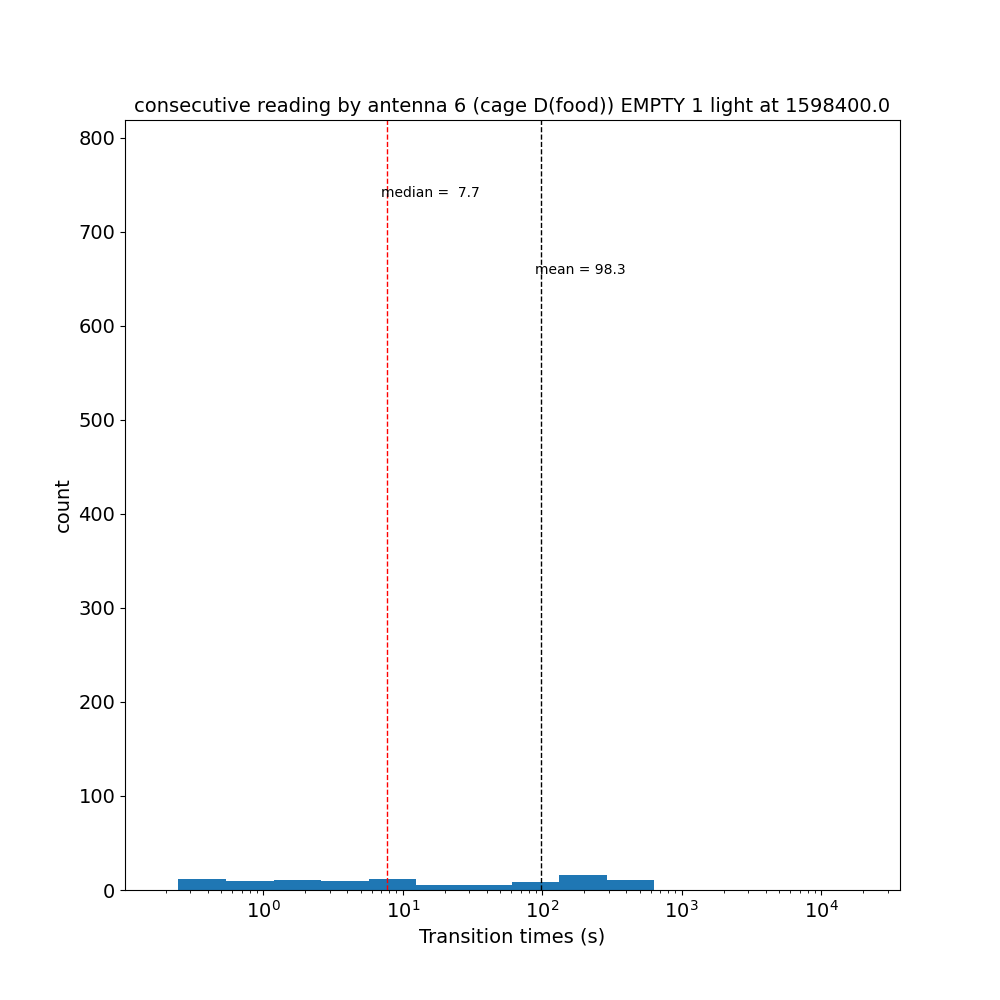 consecutive reading by antenna 6 (cage D(food)) EMPTY 1 light at 1598400.0
800
median =  7.7
700
mean = 98.3
600
500
count
400
300
200
100
0
10^0 10^1 10^2 10^3 10^4
Transition times (s)